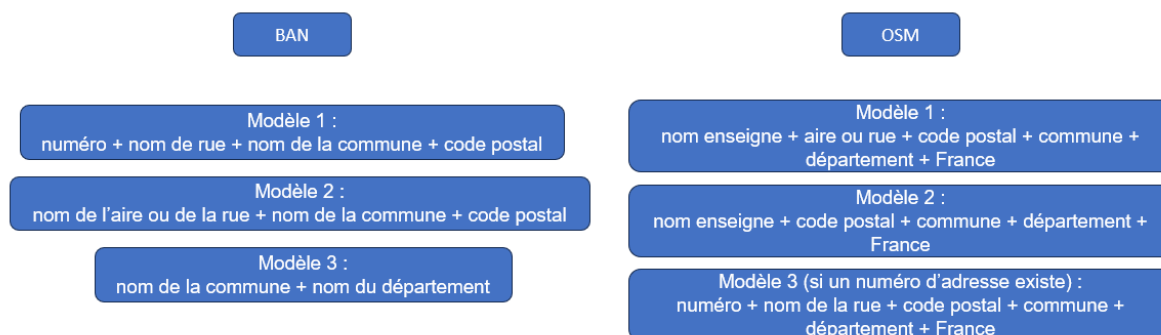 BAN
Modèle 1 :
numéro + nom de rue + nom de la commune + code postal
Modèle 2 :
nom de l'aire ou de la rue + nom de la commune + code postal
Modèle 3 :
nom de la commune + nom du département
OSM
Modèle 1 :
nom enseigne + aire ou rue + code postal + commune +
département + France
Modèle 2 :
nom enseigne + code postal + commune + département +
France
Modèle 3 (si un numéro d'adresse existe) :
numéro + nom de la rue + code postal + commune +
département + France